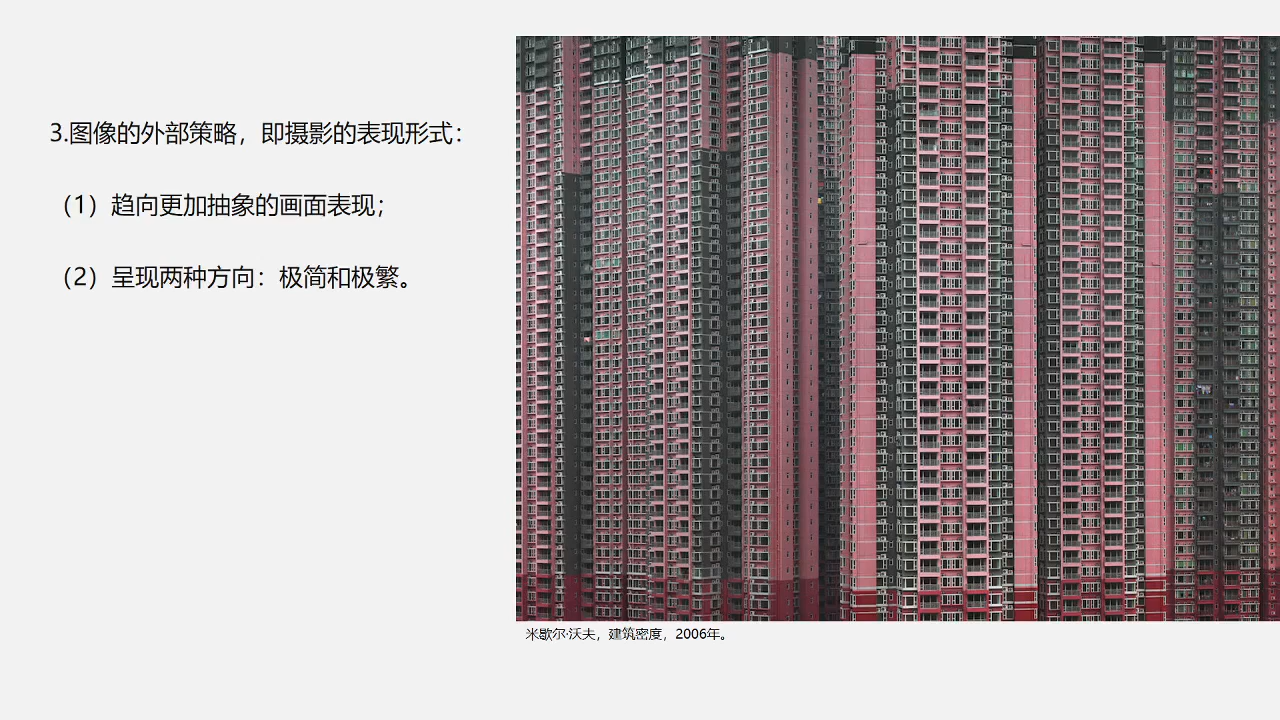 3.图像的外部策略，即摄影的表现形式：
（1）趋向更加抽象的画面表现；
（2）呈现两种方向：极简和极繁。
米歇尔·沃夫，建筑密度，2006年。